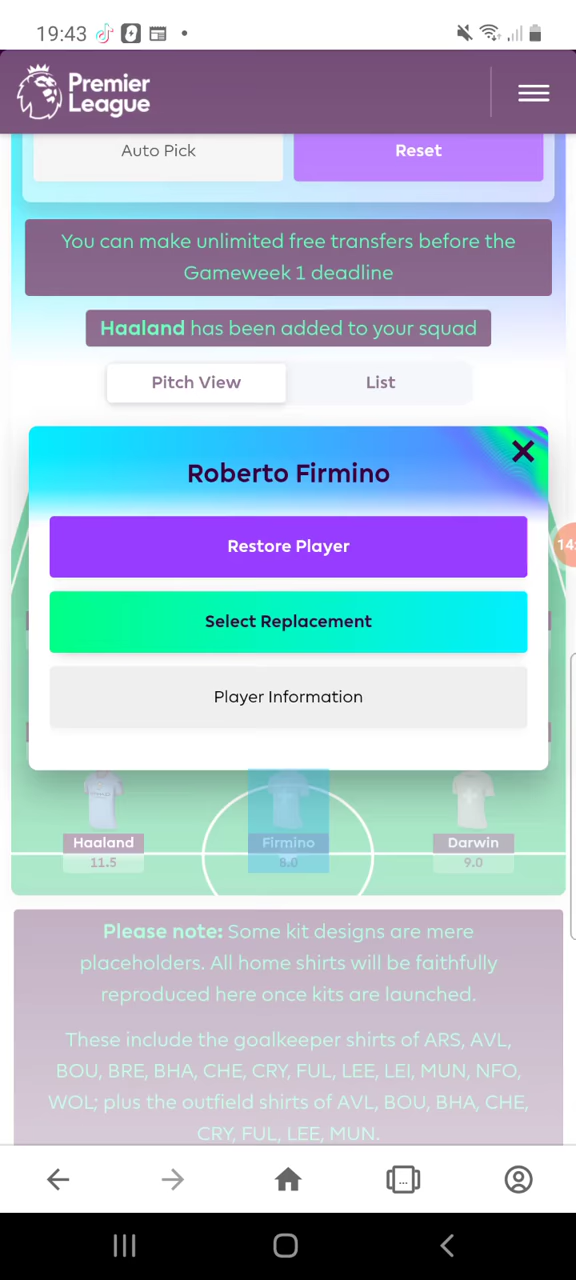 19:43
Premier
League
Auto Pick
Reset
You can make unlimited free transfers before the
Gameweek 1 deadline
Haaland has been added to your squad
Pitch View
List
Roberto Firmino
Restore Player
14:
Select Replacement
Player Information
Haaland
Firmino
Darwin
11.5
8.0
9.0
Please note: Some kit designs are mere
placeholders. All home shirts will be faithfully
reproduced here once kits are launched.
These include the goalkeeper shirts of ARS, AVL,
BOU, BRE, BHA, CHE, CRY, FUL, LEE, LEI, MUN, NFO,
WOL; plus the outfield shirts of AVL, BOU, BHA, CHE,
CRY, FUL, LEE, MUN.